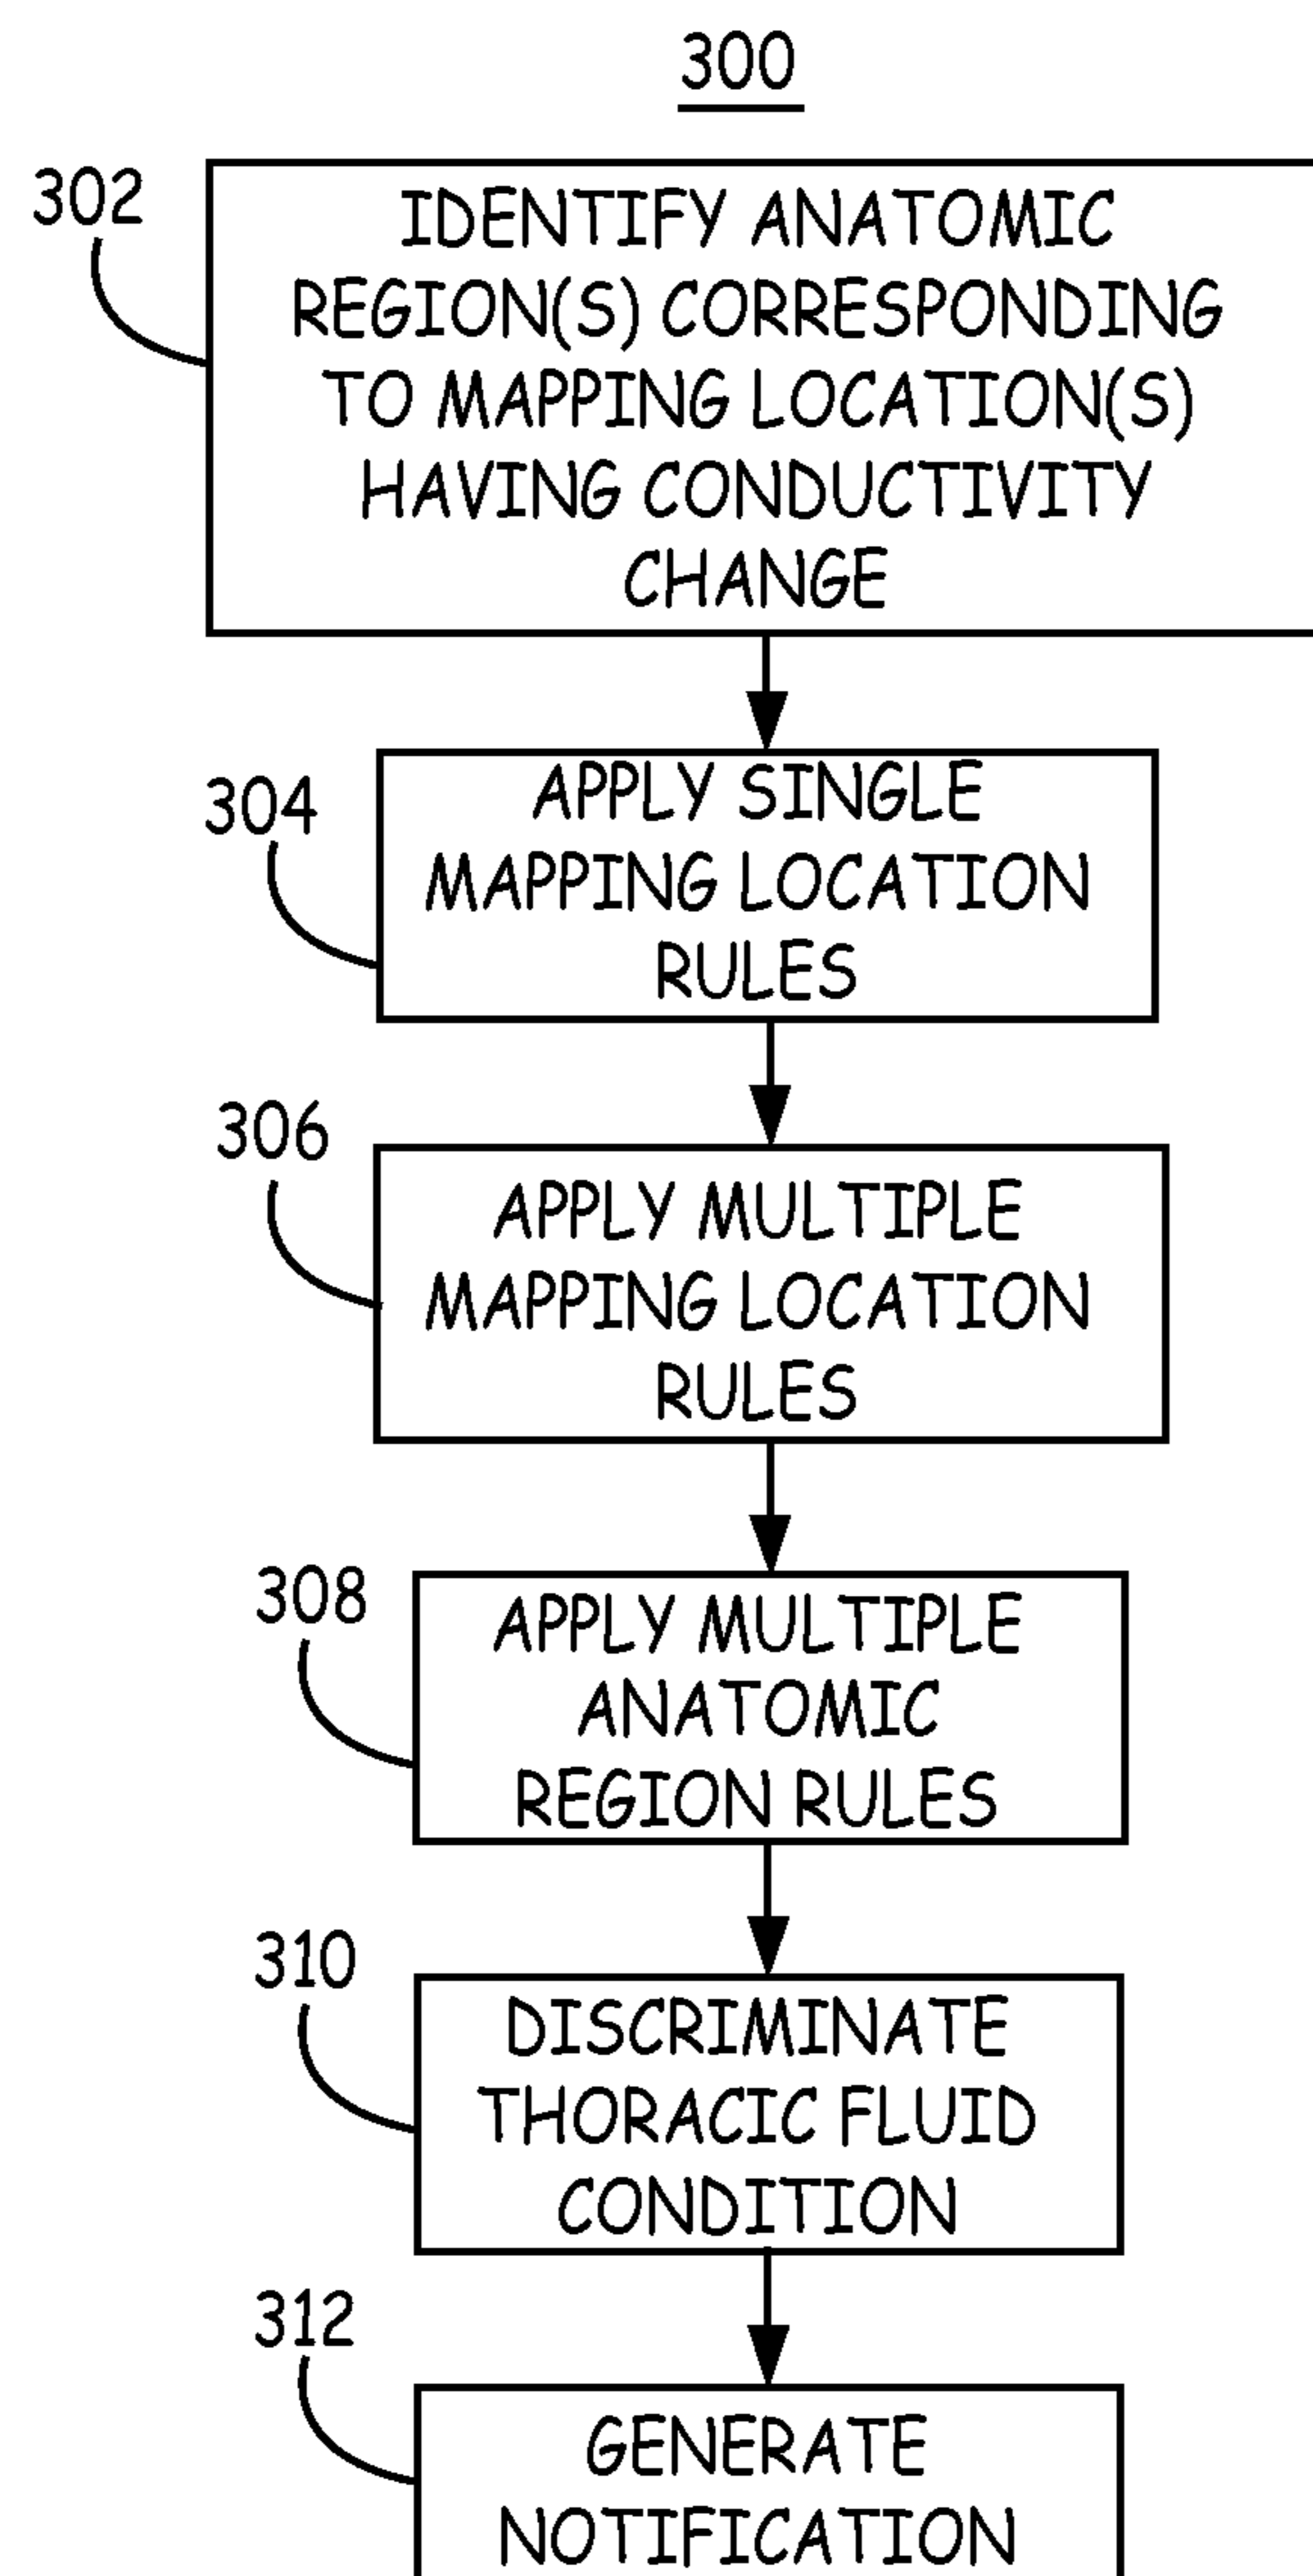 300
302
IDENTIFY ANATOMIC
REGION(S) CORRESPONDING
TO MAPPING LOCATION(S)
HAVING CONDUCTIVITY
CHANGE
304
APPLY SINGLE
MAPPING LOCATION
RULES
306
APPLY MULTIPLE
MAPPING LOCATION
RULES
308
APPLY MULTIPLE
ANATOMIC
REGION RULES
310
DISCRIMINATE
THORACIC FLUID
CONDITION
312
GENERATE
NOTIFICATION